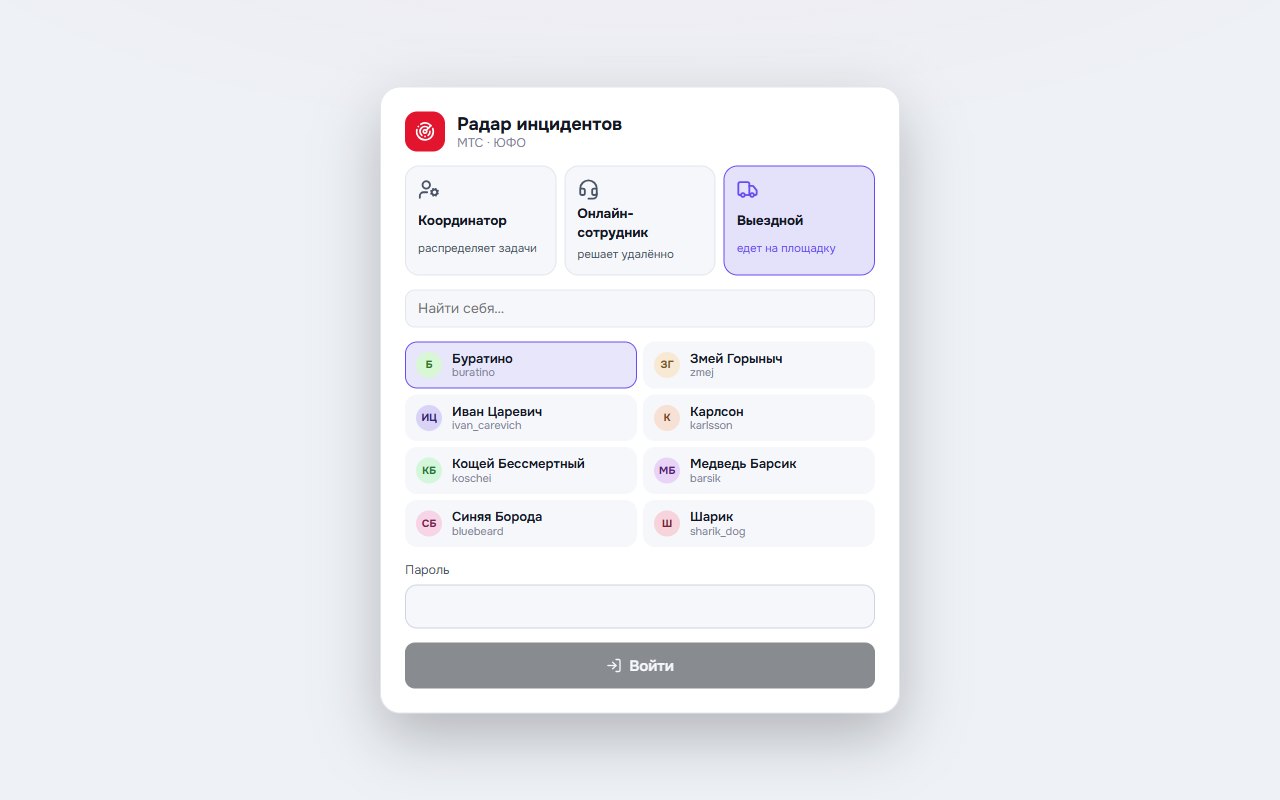 Радар инцидентов
МТС · ЮФО
Координатор
распределяет задачи
Онлайн-
сотрудник
решает удалённо
Выездной
едет на площадку
Найти себя...
Б
Буратино
buratino
ЗГ
Змей Горыныч
zmej
ИЦ
Иван Царевич
ivan_carevich
К
Карлсон
karlsson
КБ
Кощей Бессмертный
koschei
МБ
Медведь Барсик
barsik
СБ
Синяя Борода
bluebeard
Ш
Шарик
sharik_dog
Пароль
Войти